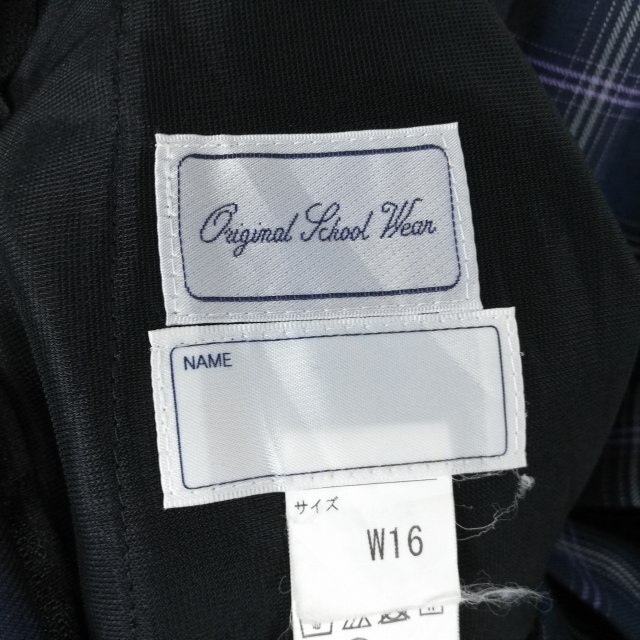 Original School Wear
NAME
サイズ
W16